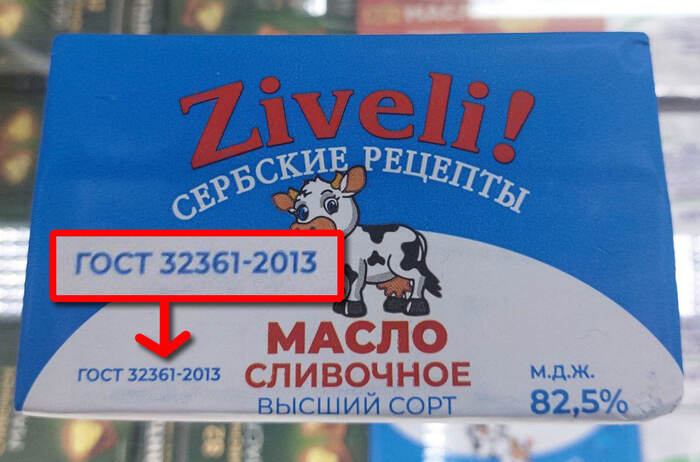 Ziveli!
СЕРБСКИЕ РЕЦЕПТЫ
ГОСТ 32361-2013
ГОСТ 32361-2013
МАСЛО
СЛИВОЧНОЕ
ВЫСШИЙ СОРТ
М.Д.Ж.
82,5%